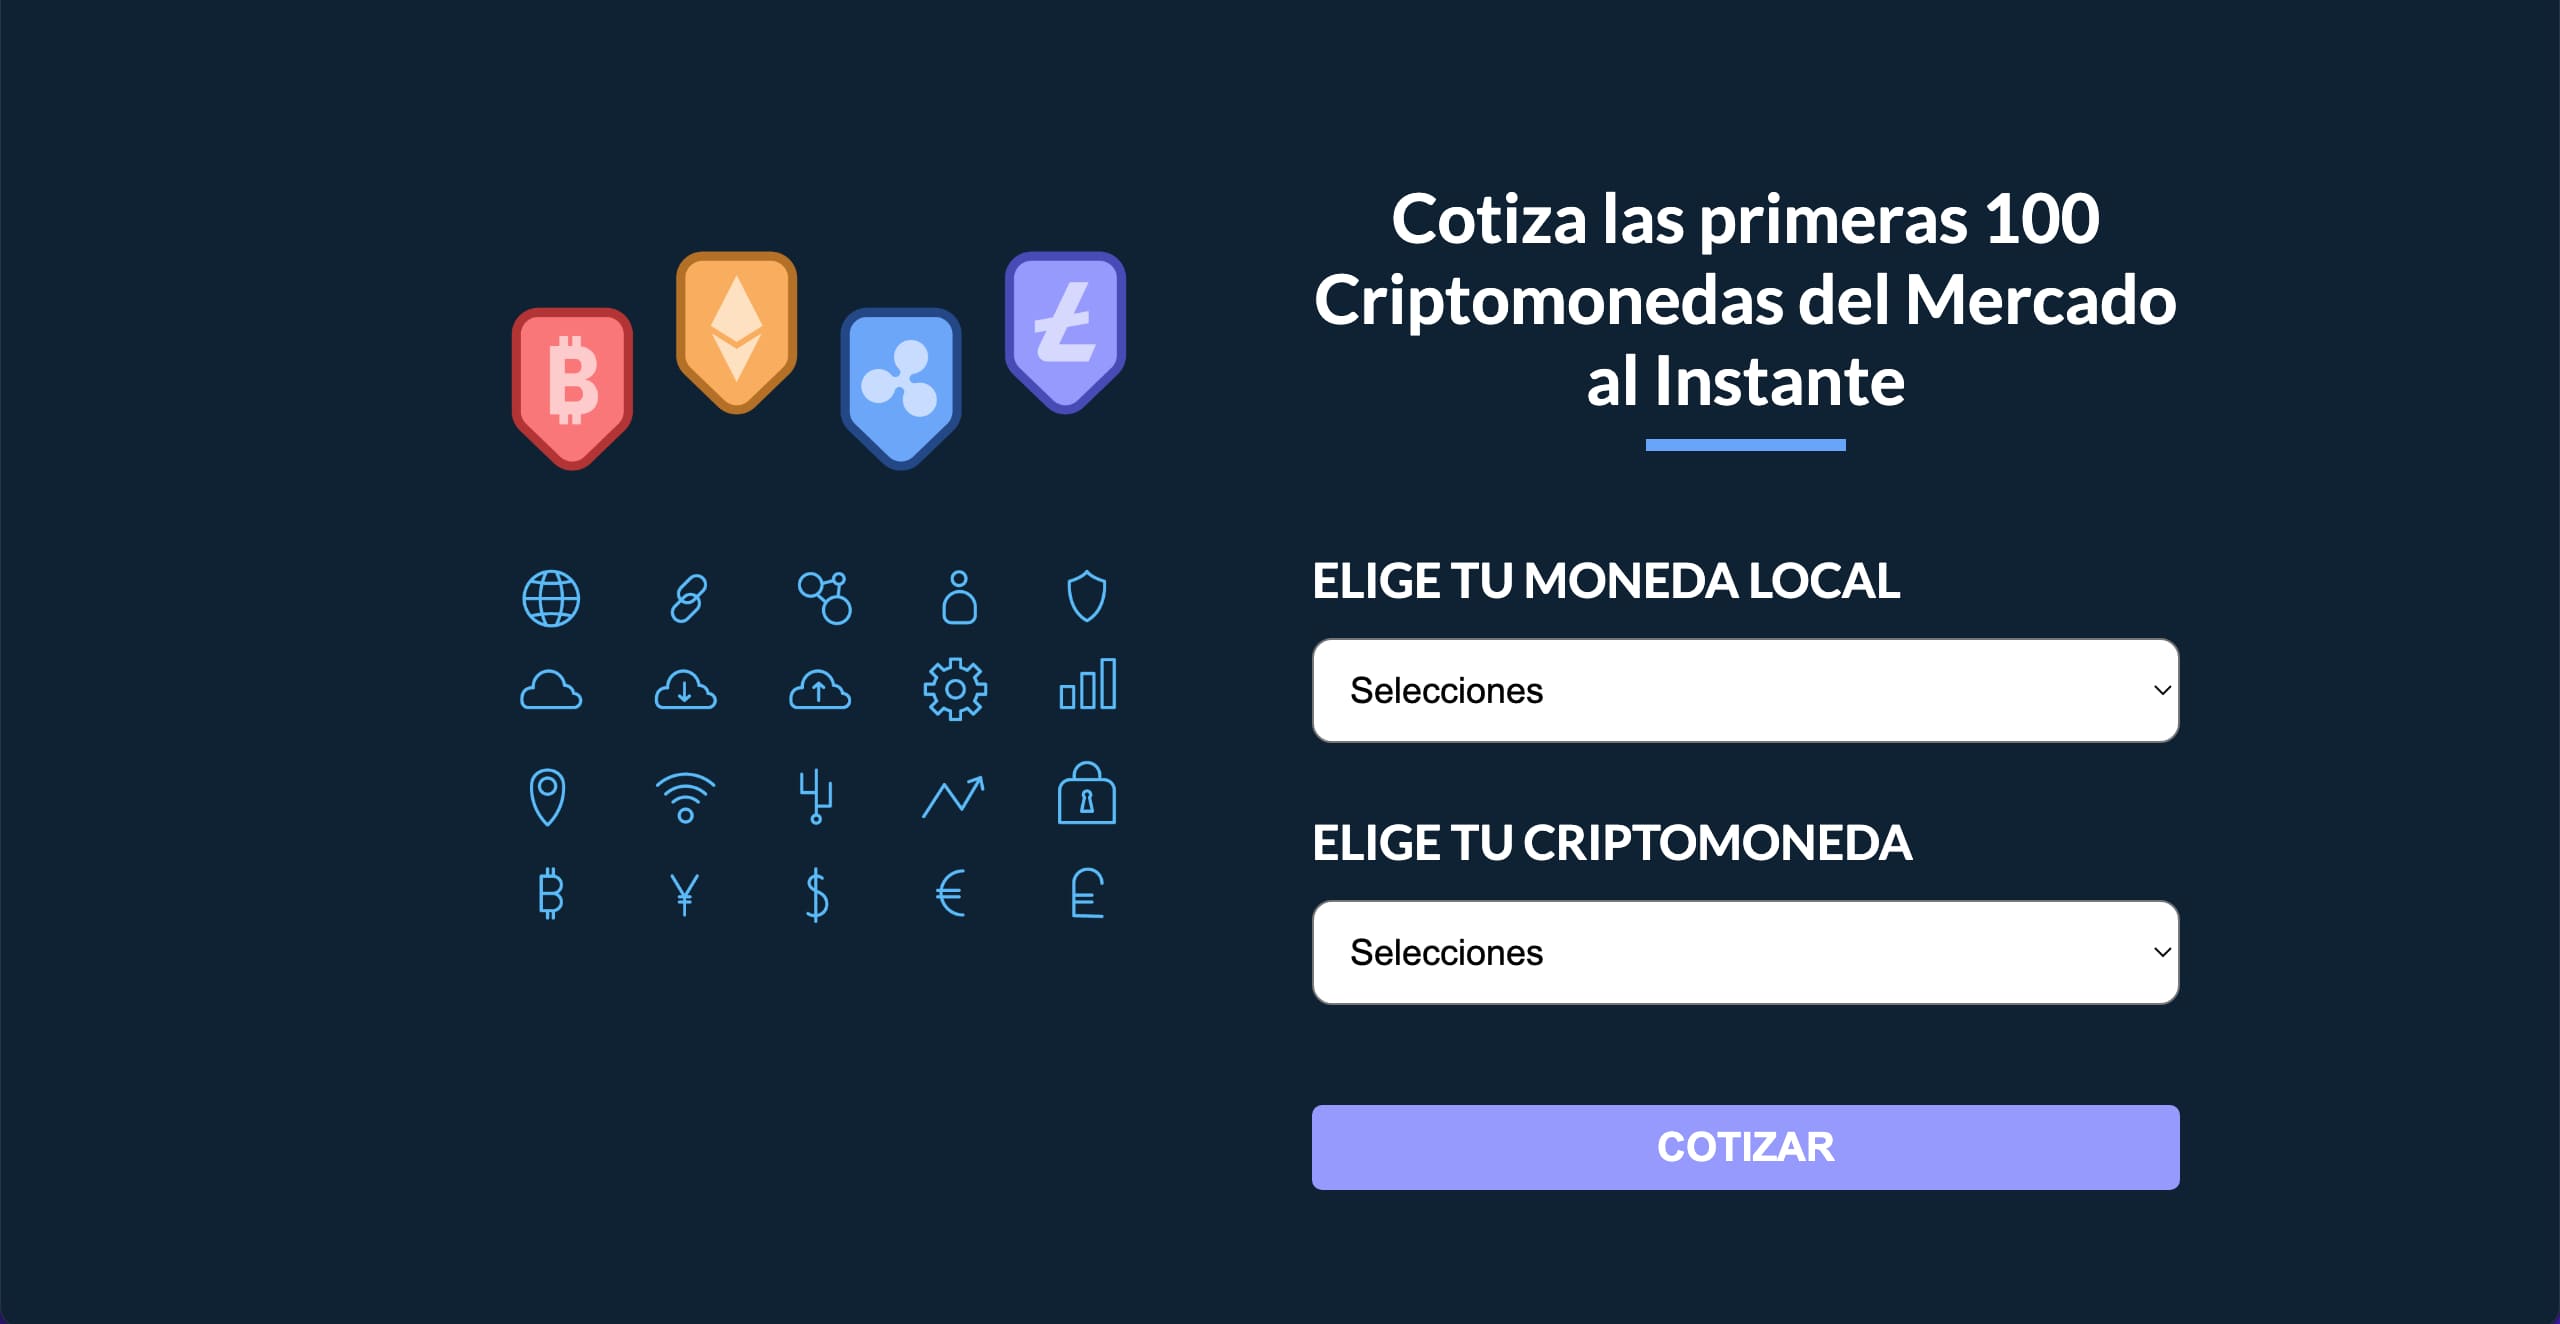 Cotiza las primeras 100
Criptomonedas del Mercado
al Instante
ELIGE TU MONEDA LOCAL
Selecciones
ELIGE TU CRIPTOMONEDA
Selecciones
COTIZAR